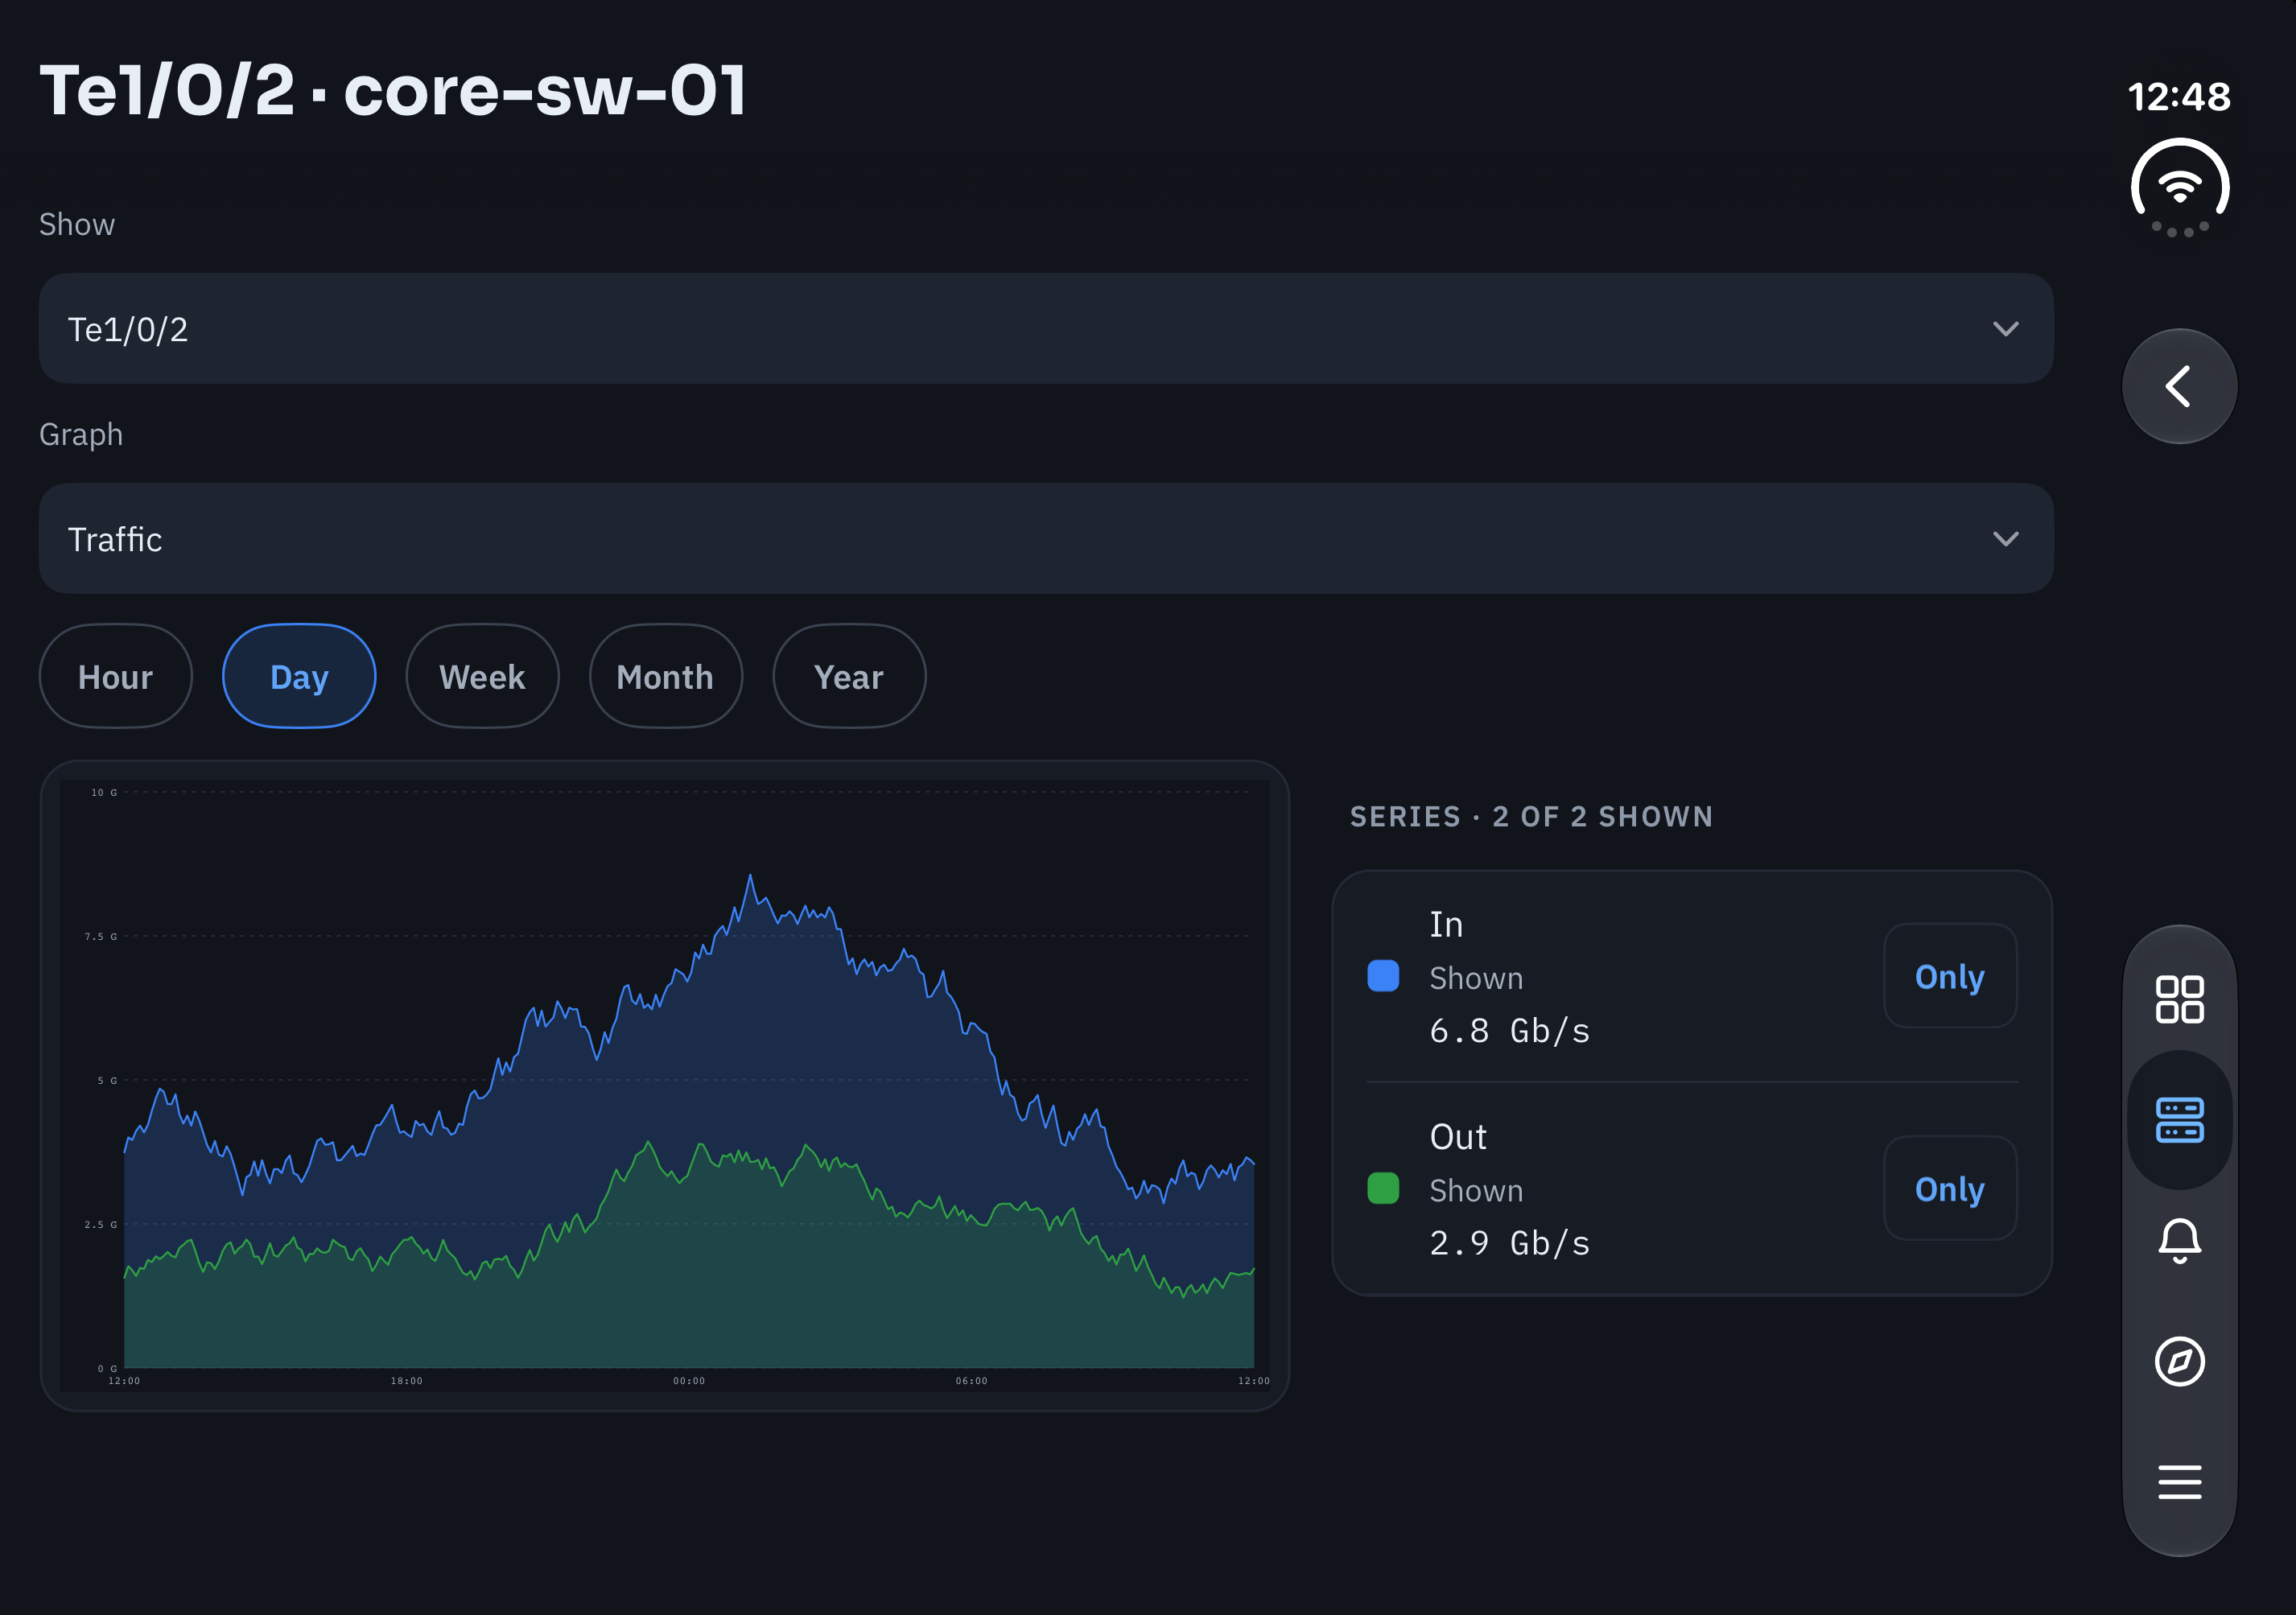 Te1/0/2 · core-sw-01
12:48
Show
Te1/0/2
Graph
Traffic
Hour
Day
Week
Month
Year
10 G
7.5 G
5 G
2.5 G
0 G
12:00
18:00
00:00
06:00
12:00
SERIES · 2 OF 2 SHOWN
In
Shown
6.8 Gb/s
Only
Out
Shown
2.9 Gb/s
Only